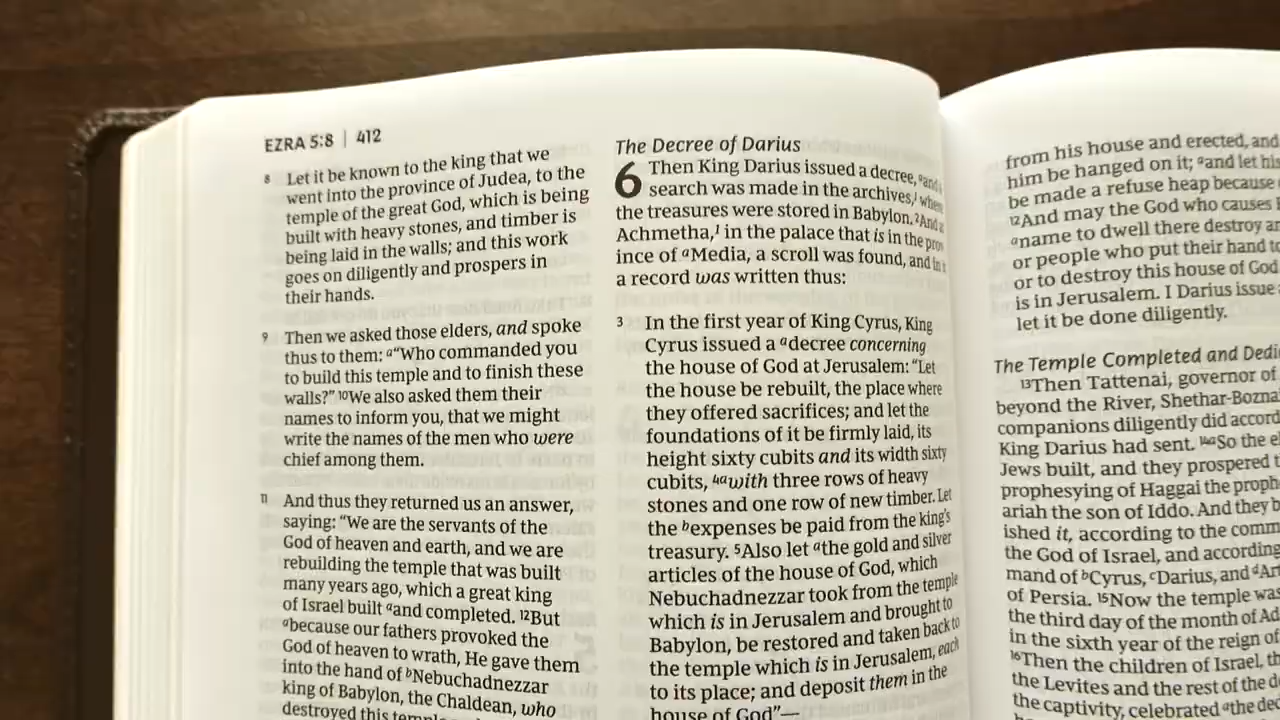 EZRA 5:8 | 412
8 Let it be known to the king that we
went into the province of Judea, to the
temple of the great God, which is being
built with heavy stones, and timber is
being laid in the walls; and this work
goes on diligently and prospers in
their hands.
9 Then we asked those elders, and spoke
thus to them: a“Who commanded you
to build this temple and to finish these
walls?” 10We also asked them their
names to inform you, that we might
write the names of the men who were
chief among them.
11 And thus they returned us an answer,
saying: “We are the servants of the
God of heaven and earth, and we are
rebuilding the temple that was built
many years ago, which a great king
of Israel built aand completed. 12But
abecause our fathers provoked the
God of heaven to wrath, He gave them
into the hand of bNebuchadnezzar
king of Babylon, the Chaldean, who
destroyed this temple
The Decree of Darius
6 Then King Darius issued a decree, aand a
search was made in the archives,1 where
the treasures were stored in Babylon. 2And a
Achmetha,1 in the palace that is in the prov
ince of aMedia, a scroll was found, and in it
a record was written thus:
3 In the first year of King Cyrus, King
Cyrus issued a adecree concerning
the house of God at Jerusalem: “Let
the house be rebuilt, the place where
they offered sacrifices; and let the
foundations of it be firmly laid, its
height sixty cubits and its width sixty
cubits, 4awith three rows of heavy
stones and one row of new timber. Let
the bexpenses be paid from the king’s
treasury. 5Also let athe gold and silver
articles of the house of God, which
Nebuchadnezzar took from the temple
which is in Jerusalem and brought to
Babylon, be restored and taken back to
the temple which is in Jerusalem, each
to its place; and deposit them in the
house of God”—
from his house and erected, and
him be hanged on it; aand let his
be made a refuse heap because
12And may the God who causes
aname to dwell there destroy
or people who put their hand to
or to destroy this house of God
is in Jerusalem. I Darius issue
let it be done diligently.
The Temple Completed and Dedi
13Then Tattenai, governor of
beyond the River, Shethar-Bozna
companions diligently did accord
King Darius had sent. 14aSo the el
Jews built, and they prospered t
prophesying of Haggai the proph
ariah the son of Iddo. And they b
ished it, according to the comm
the God of Israel, and according
mand of bCyrus, cDarius, and dArt
of Persia. 15Now the temple was
the third day of the month of Ad
in the sixth year of the reign of
16Then the children of Israel, th
the Levites and the rest of the de
the captivity, celebrated athe dec